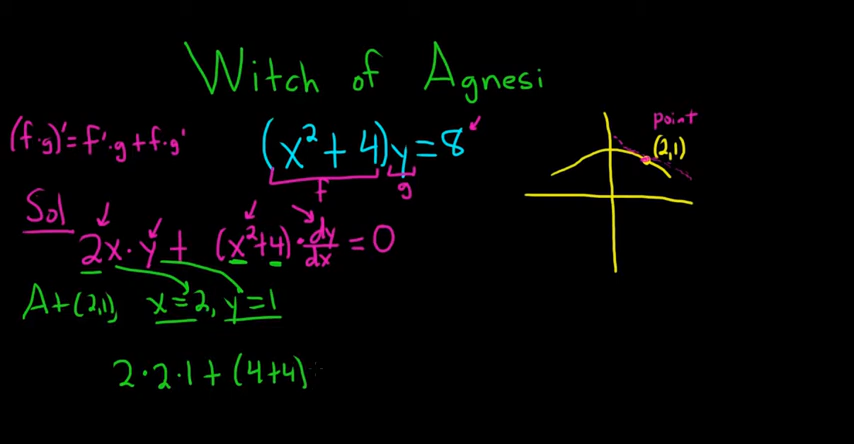 Witch of Agnesi
(f·g)' = f'·g + f·g'
(x² + 4)y = 8
f
g
point
(2,1)
Sol
2x·y + (x²+4)·dy/dx = 0
At (2,1), x=2, y=1
2·2·1 + (4+4)